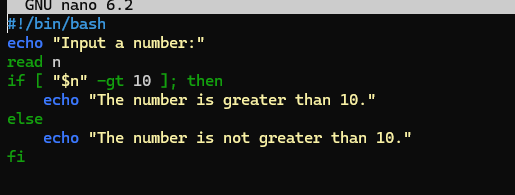 GNU nano 6.2
#!/bin/bash
echo "Input a number:"
read n
if [ "$n" -gt 10 ]; then
    echo "The number is greater than 10."
else
    echo "The number is not greater than 10."
fi